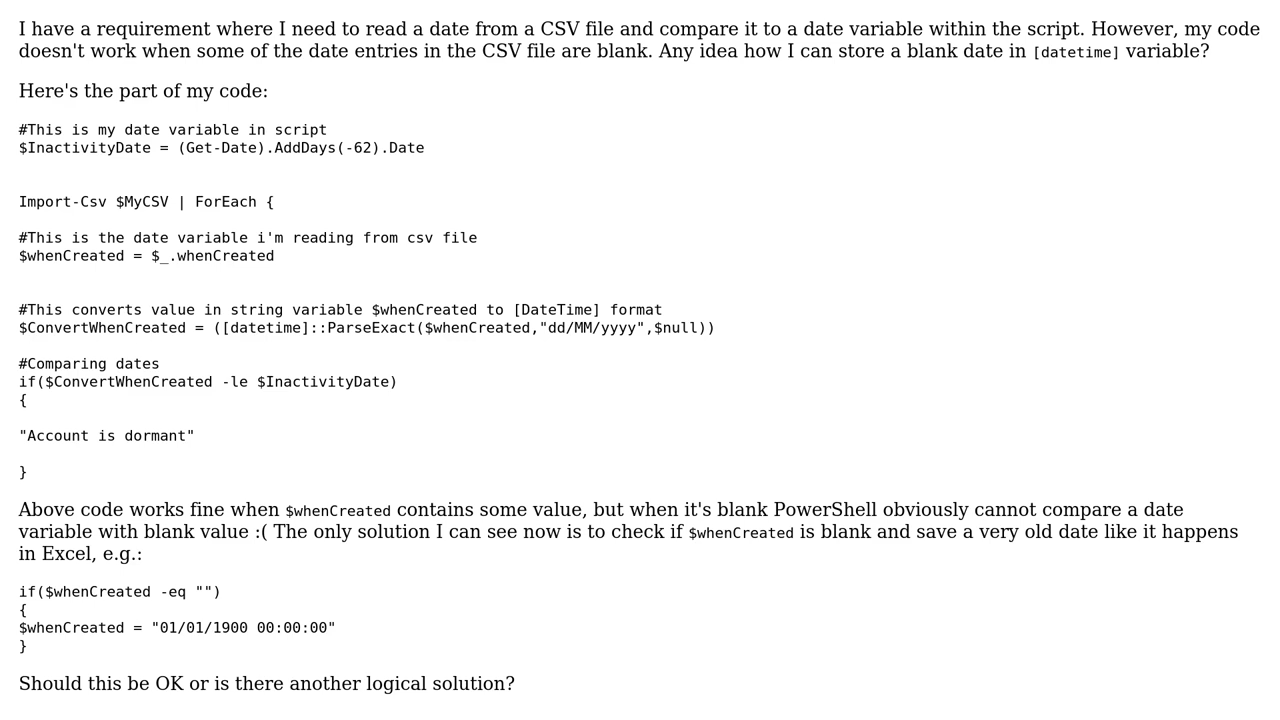 I have a requirement where I need to read a date from a CSV file and compare it to a date variable within the script. However, my code
doesn't work when some of the date entries in the CSV file are blank. Any idea how I can store a blank date in [datetime] variable?
Here's the part of my code:
#This is my date variable in script
$InactivityDate = (Get-Date).AddDays(-62).Date
Import-Csv $MyCSV | ForEach {
#This is the date variable i'm reading from csv file
$whenCreated = $_.whenCreated
#This converts value in string variable $whenCreated to [DateTime] format
$ConvertWhenCreated = ([datetime]::ParseExact($whenCreated,"dd/MM/yyyy",$null))
#Comparing dates
if($ConvertWhenCreated -le $InactivityDate)
{
"Account is dormant"
}
Above code works fine when $whenCreated contains some value, but when it's blank PowerShell obviously cannot compare a date
variable with blank value :( The only solution I can see now is to check if $whenCreated is blank and save a very old date like it happens
in Excel, e.g.:
if($whenCreated -eq "")
{
$whenCreated = "01/01/1900 00:00:00"
}
Should this be OK or is there another logical solution?